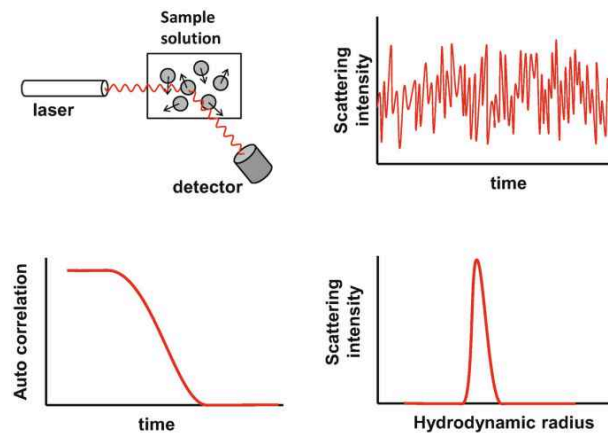 Sample
solution
laser
detector
Scattering
intensity
time
Auto correlation
time
Scattering
intensity
Hydrodynamic radius